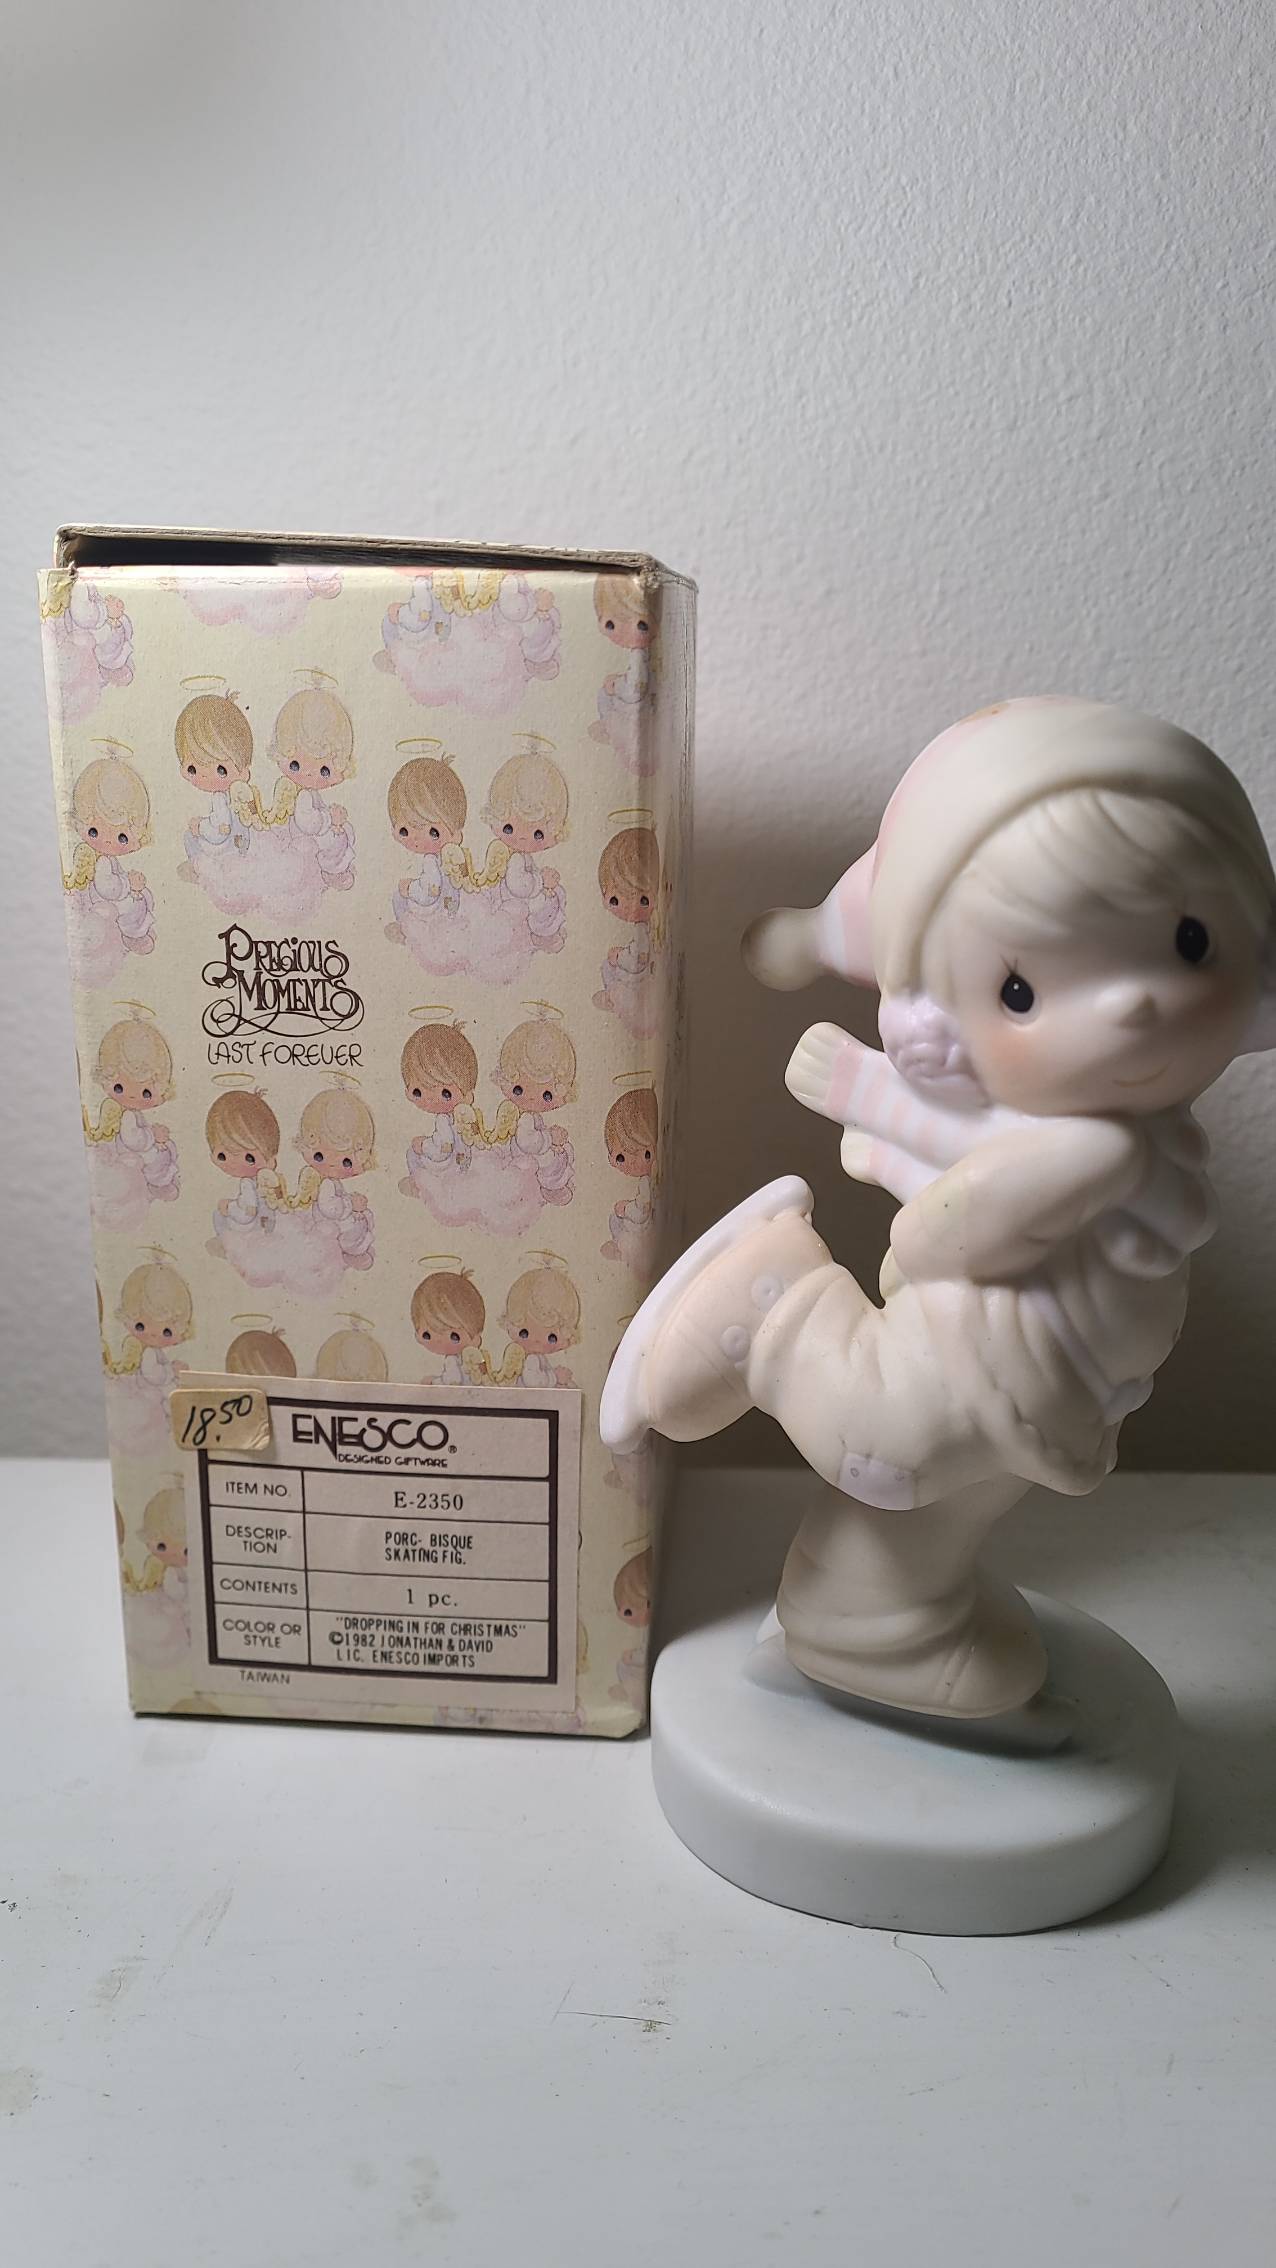 PRECIOUS
MOMENTS
LAST FOREVER
18.50
ENESCO®
DESIGNED GIFTWARE
ITEM NO. E-2350
DESCRIP-
TION
PORC- BISQUE
SKATING FIG.
CONTENTS 1 pc.
COLOR OR
STYLE
"DROPPING IN FOR CHRISTMAS"
©1982 JONATHAN & DAVID
LIC. ENESCO IMPORTS
TAIWAN